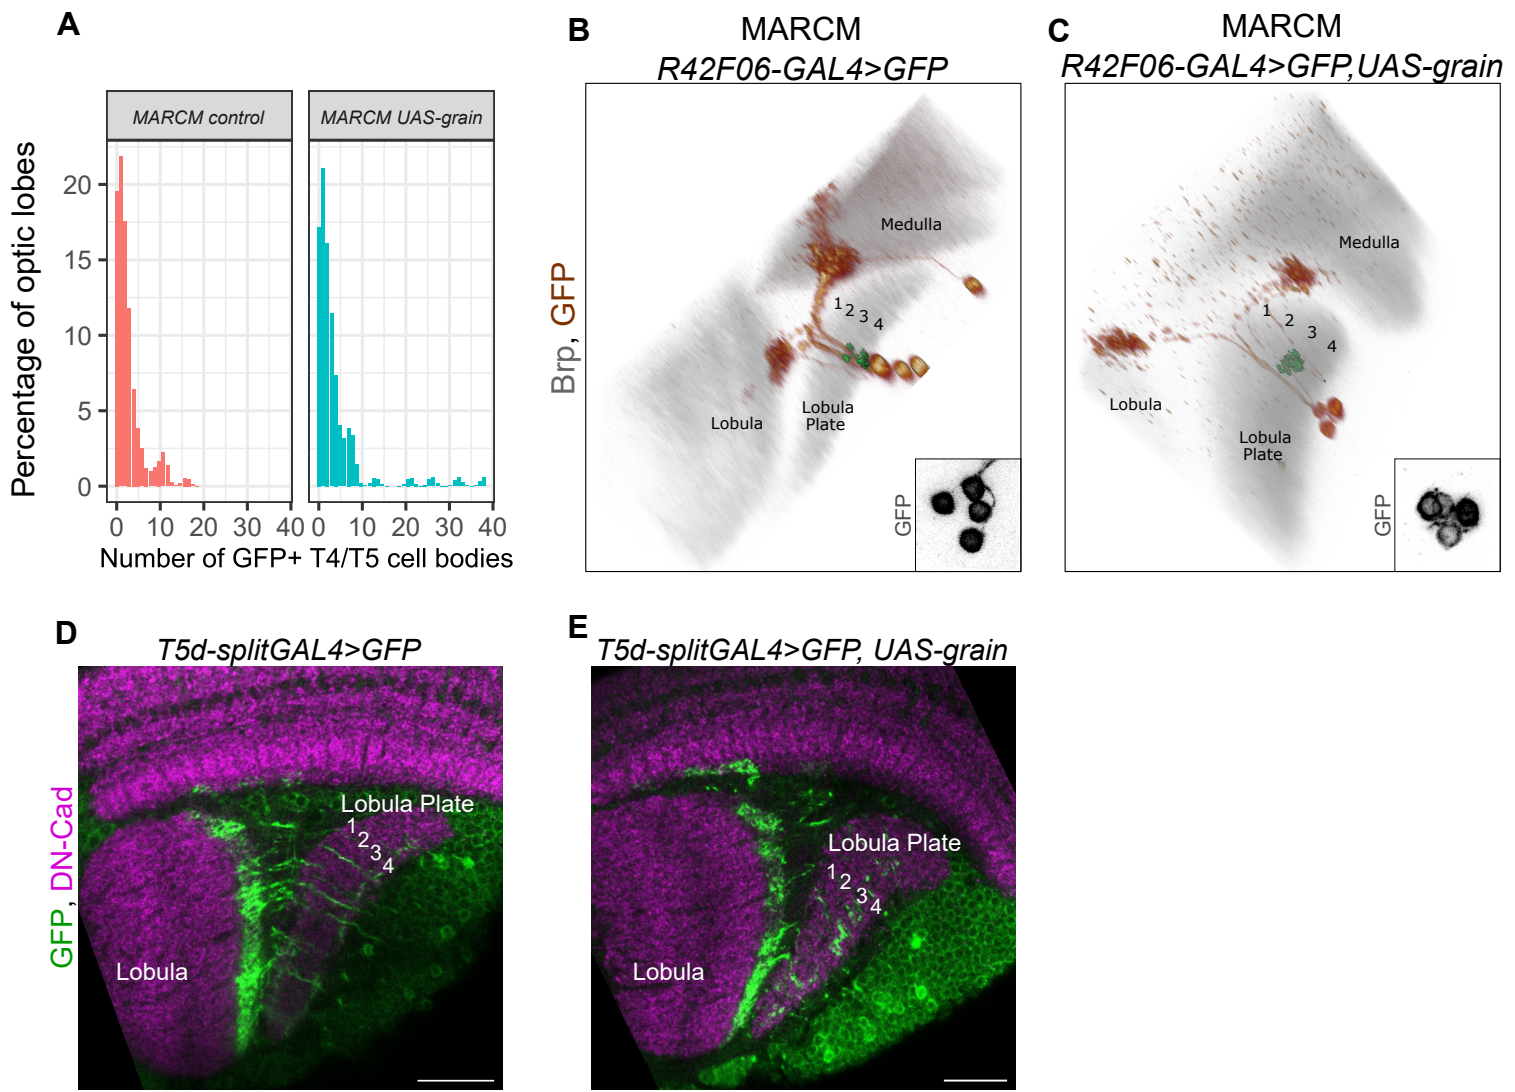 A
MARCM control
MARCM UAS-grain
Percentage of optic lobes
20
15
10
5
0
0 10 20 30 40
0 10 20 30 40
Number of GFP+ T4/T5 cell bodies
B
MARCM
R42F06-GAL4>GFP
Brp, GFP
Medulla
1
2
3
4
Lobula
Lobula
Plate
GFP
C
MARCM
R42F06-GAL4>GFP,UAS-grain
Medulla
1
2
3
4
Lobula
Lobula
Plate
GFP
D
T5d-splitGAL4>GFP
GFP, DN-Cad
Lobula Plate
1
2
3
4
Lobula
E
T5d-splitGAL4>GFP, UAS-grain
Lobula Plate
1
2
3
4
Lobula